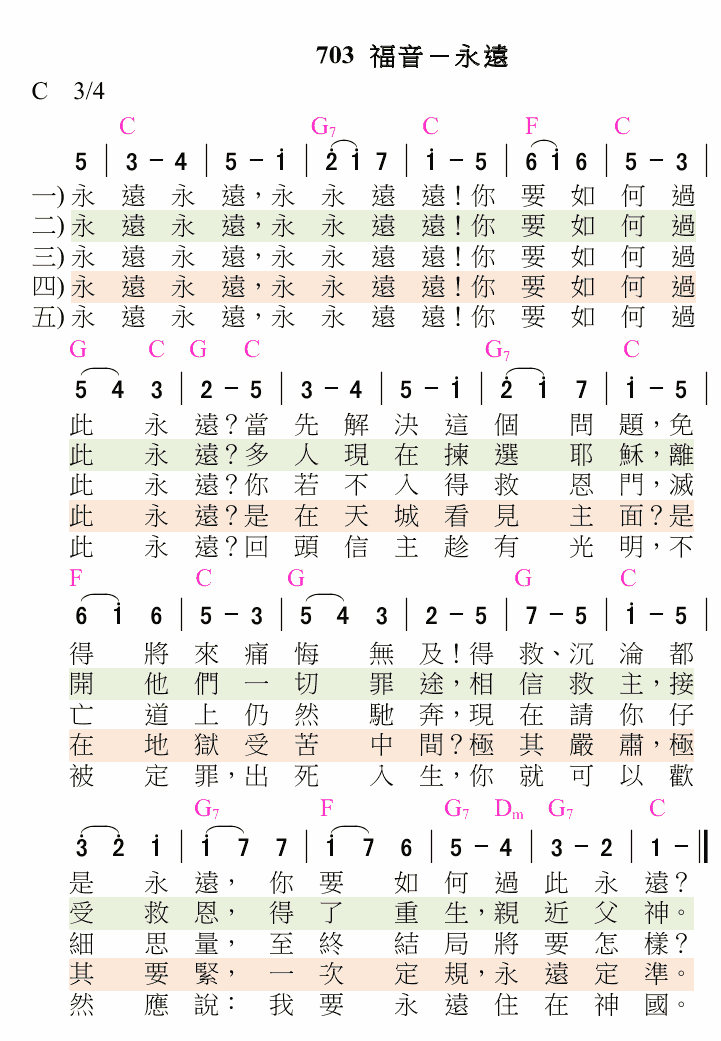 703 福音－永遠
C 3/4
C G7 C F C
5 | 3 - 4 | 5 - i̇ | 2̇ i̇ 7 | i̇ - 5 | 6 i̇ 6 | 5 - 3 |
一) 永遠永遠，永永遠遠！你要如何過
二) 永遠永遠，永永遠遠！你要如何過
三) 永遠永遠，永永遠遠！你要如何過
四) 永遠永遠，永永遠遠！你要如何過
五) 永遠永遠，永永遠遠！你要如何過
G C G C G7 C
5 4 3 | 2 - 5 | 3 - 4 | 5 - i̇ | 2̇ i̇ 7 | i̇ - 5 |
此永遠？當先解決這個問題，免
此永遠？多人現在揀選耶穌，離
此永遠？你若不入得救恩門，滅
此永遠？是在天城看見主面？是
此永遠？回頭信主趁有光明，不
F C G G C
6 i̇ 6 | 5 - 3 | 5 4 3 | 2 - 5 | 7 - 5 | i̇ - 5 |
得將來痛悔無及！得救、沉淪都
開他們一切罪途，相信救主，接
亡道上仍然馳奔，現在請你仔
在地獄受苦中間？極其嚴肅，極
被定罪，出死入生，你就可以歡
G7 F G7 Dm G7 C
3̇ 2̇ i̇ | i̇ 7 7 | i̇ 7 6 | 5 - 4 | 3 - 2 | 1 - ‖
是永遠，你要如何過此永遠？
受救恩，得了重生，親近父神。
細思量，至終結局將要怎樣？
其要緊，一次定規，永遠定準。
然應說：我要永遠住在神國。